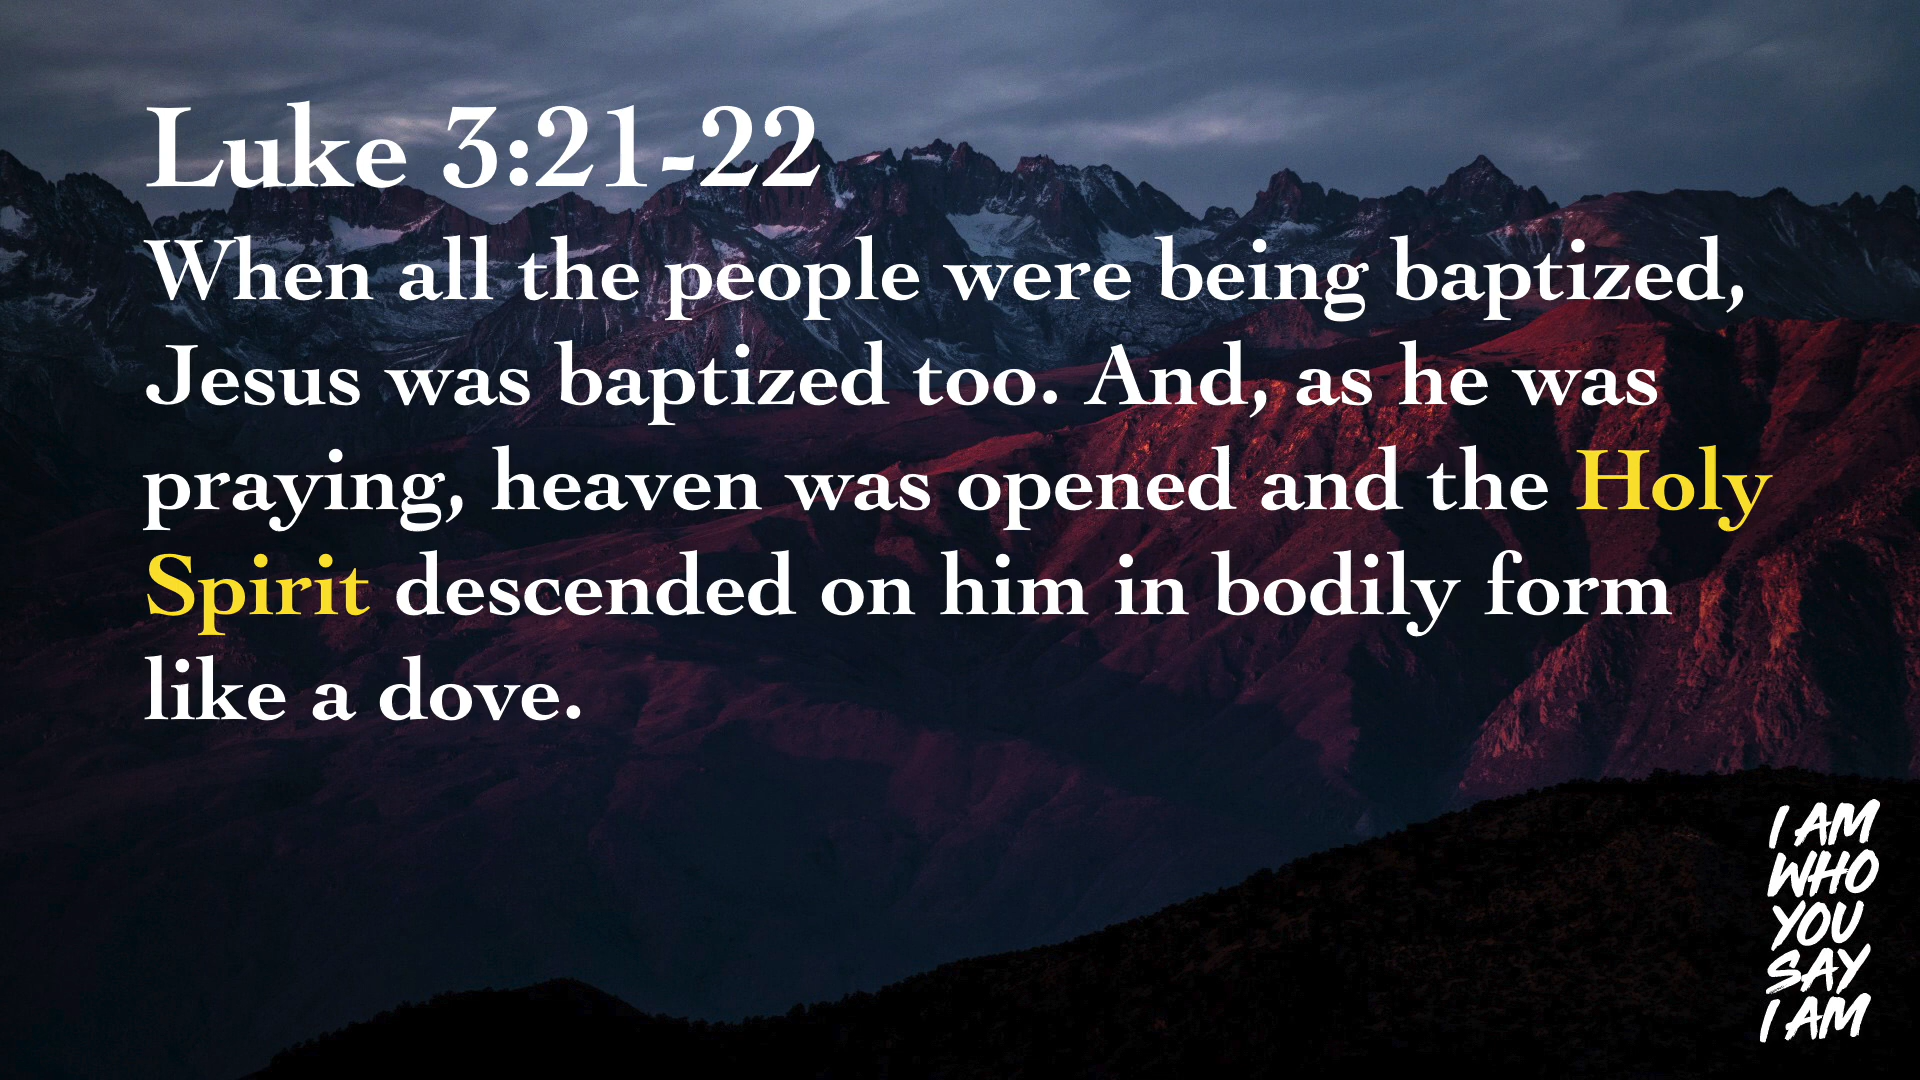 Luke 3:21-22
When all the people were being baptized,
Jesus was baptized too. And, as he was
praying, heaven was opened and the Holy
Spirit descended on him in bodily form
like a dove.
I AM
WHO
YOU
SAY
I AM